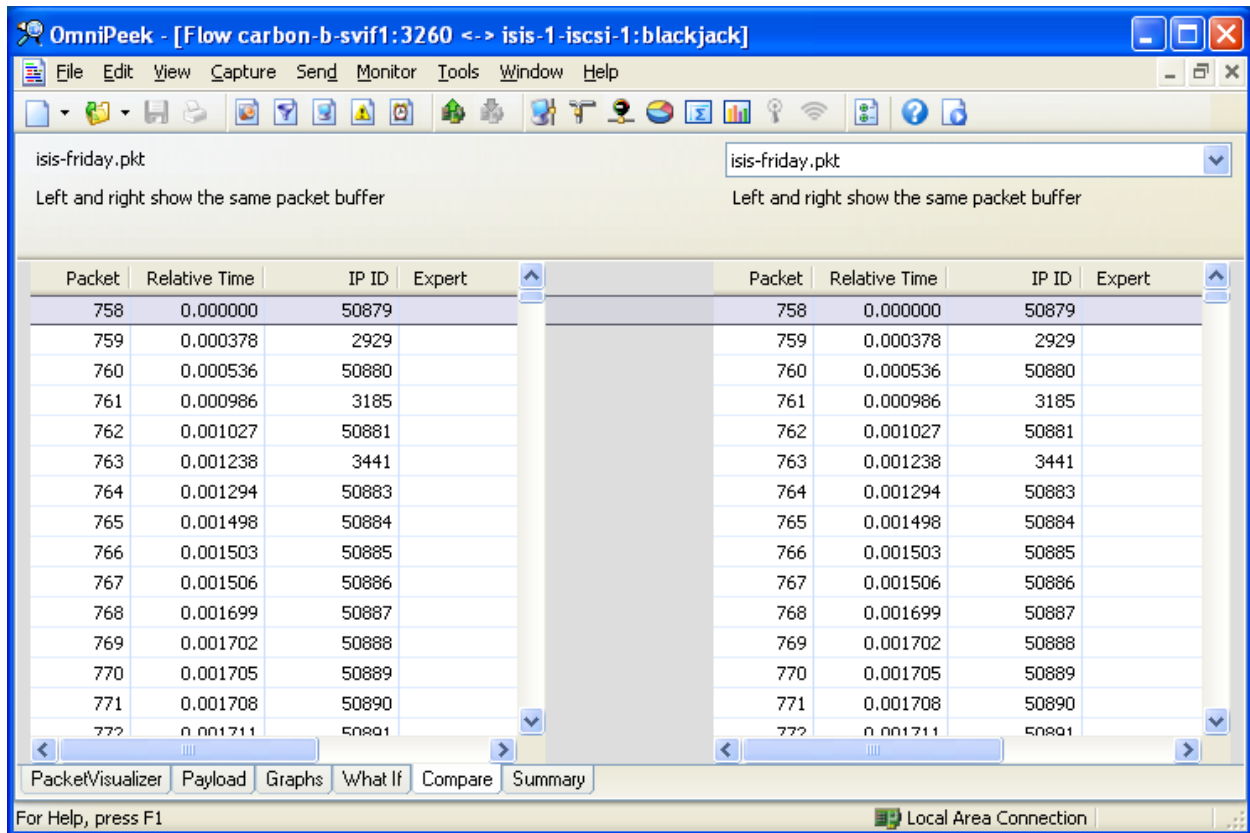 OmniPeek - [Flow carbon-b-svif1:3260 <-> isis-1-iscsi-1:blackjack]
File Edit View Capture Send Monitor Tools Window Help
isis-friday.pkt isis-friday.pkt
Left and right show the same packet buffer Left and right show the same packet buffer
Packet Relative Time IP ID Expert Packet Relative Time IP ID Expert
758 0.000000 50879 758 0.000000 50879
759 0.000378 2929 759 0.000378 2929
760 0.000536 50880 760 0.000536 50880
761 0.000986 3185 761 0.000986 3185
762 0.001027 50881 762 0.001027 50881
763 0.001238 3441 763 0.001238 3441
764 0.001294 50883 764 0.001294 50883
765 0.001498 50884 765 0.001498 50884
766 0.001503 50885 766 0.001503 50885
767 0.001506 50886 767 0.001506 50886
768 0.001699 50887 768 0.001699 50887
769 0.001702 50888 769 0.001702 50888
770 0.001705 50889 770 0.001705 50889
771 0.001708 50890 771 0.001708 50890
772 0.001711 50891 772 0.001711 50891
PacketVisualizer Payload Graphs What If Compare Summary
For Help, press F1 Local Area Connection